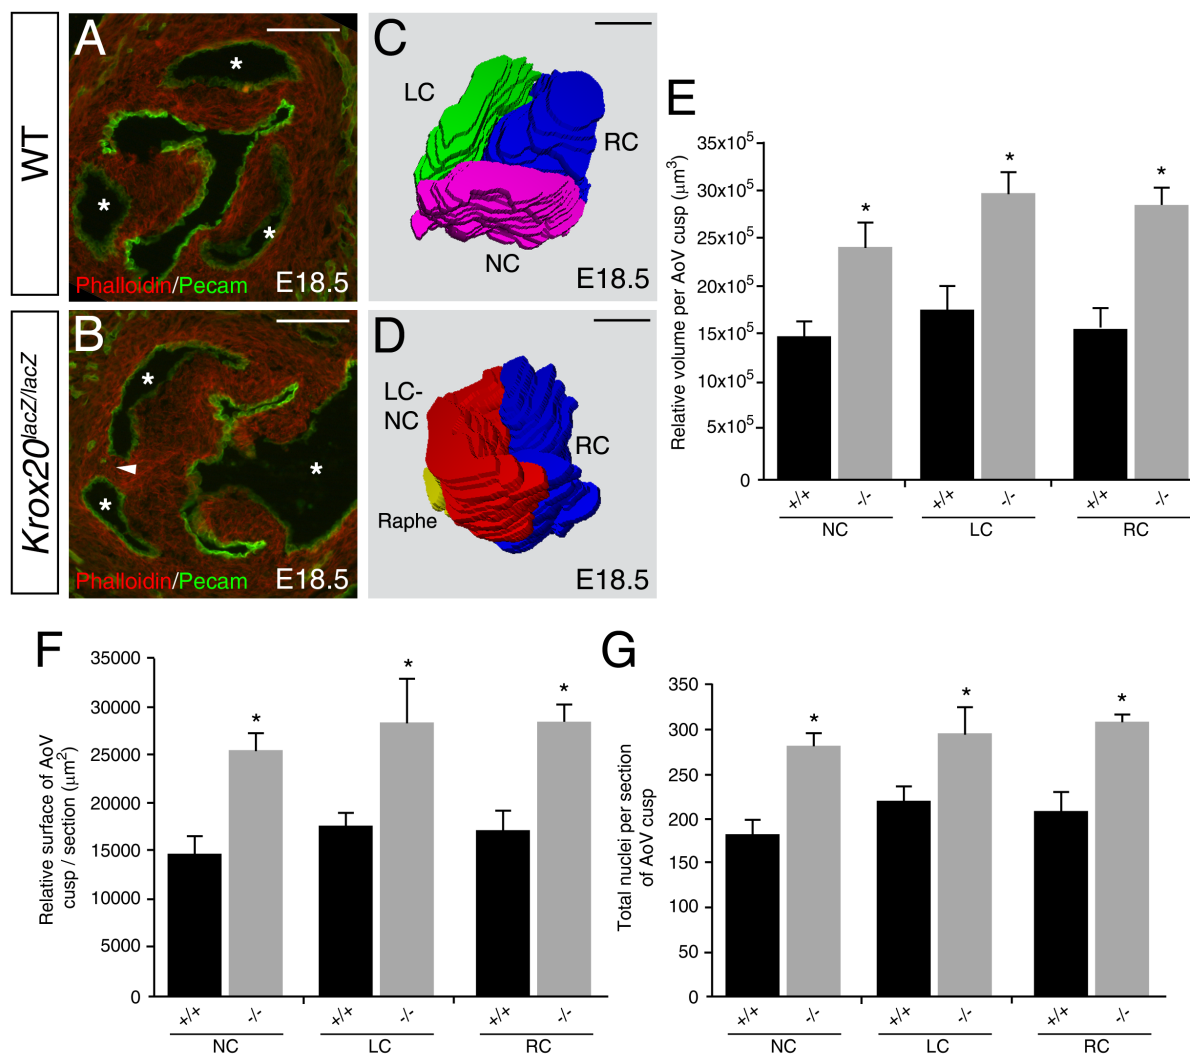 WT
A
*
*
*
Phalloidin/Pecam
E18.5
C
LC
RC
NC
E18.5
Krox20lacZ/lacZ
B
*
*
*
Phalloidin/Pecam
E18.5
D
LC-
NC
RC
Raphe
E18.5
E
Relative volume per AoV cusp (μm³)
35x10⁵
30x10⁵
25x10⁵
20x10⁵
15x10⁵
10x10⁵
5x10⁵
0
*
*
*
+/+ -/- +/+ -/- +/+ -/-
NC LC RC
F
Relative surface of AoV
cusp / section (μm²)
35000
30000
25000
20000
15000
10000
5000
0
*
*
*
+/+ -/- +/+ -/- +/+ -/-
NC LC RC
G
Total nuclei per section
of AoV cusp
350
300
250
200
150
100
50
0
*
*
*
+/+ -/- +/+ -/- +/+ -/-
NC LC RC